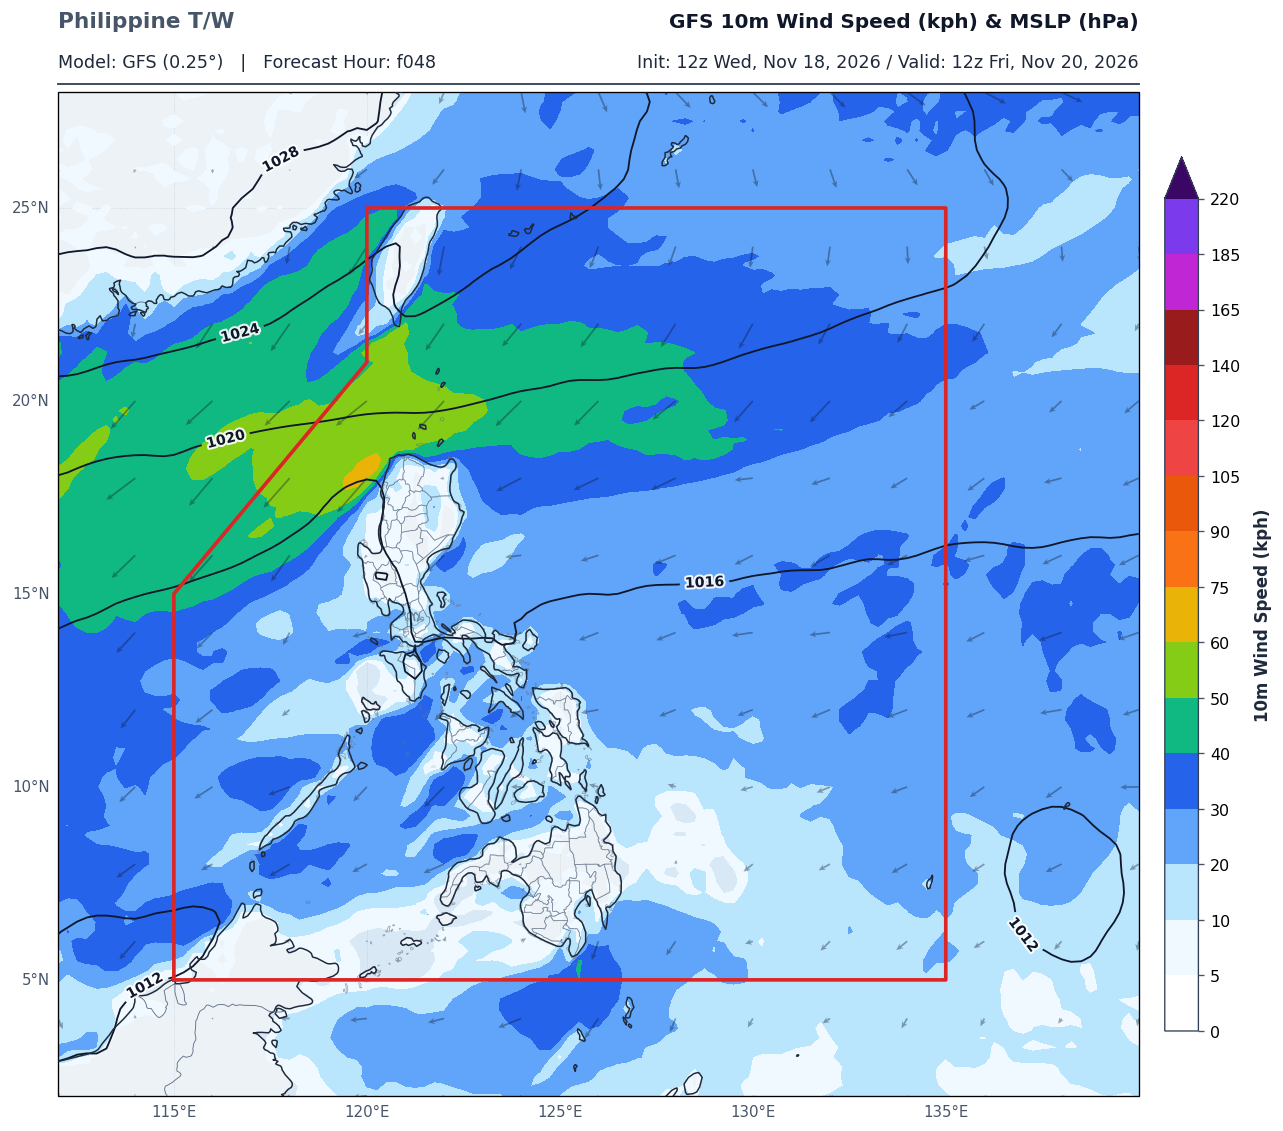 Philippine T/W
GFS 10m Wind Speed (kph) & MSLP (hPa)
Model: GFS (0.25°) | Forecast Hour: f048
Init: 12z Wed, Nov 18, 2026 / Valid: 12z Fri, Nov 20, 2026
1028
1024
1020
1016
1012
1012
25°N
20°N
15°N
10°N
5°N
115°E
120°E
125°E
130°E
135°E
220
185
165
140
120
105
90
75
60
50
40
30
20
10
5
0
10m Wind Speed (kph)